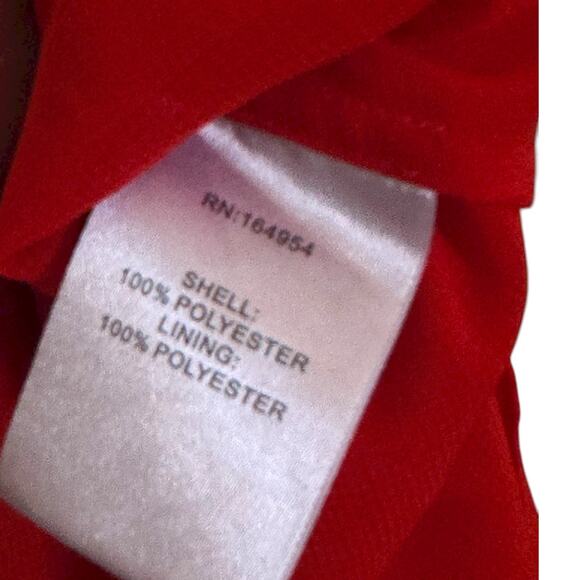 RN:164954
SHELL:
100% POLYESTER
LINING:
100% POLYESTER